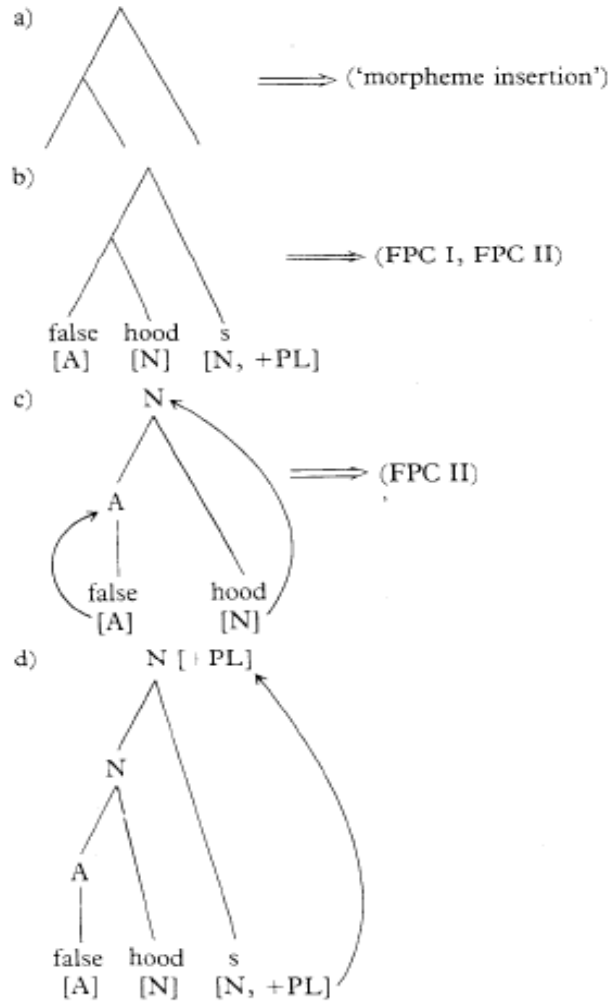 a)
('morpheme insertion')
b)
(FPC I, FPC II)
false hood s
[A] [N] [N, +PL]
c) N
(FPC II)
A
false hood
[A] [N]
d) N [+PL]
N
A
false hood s
[A] [N] [N, +PL]